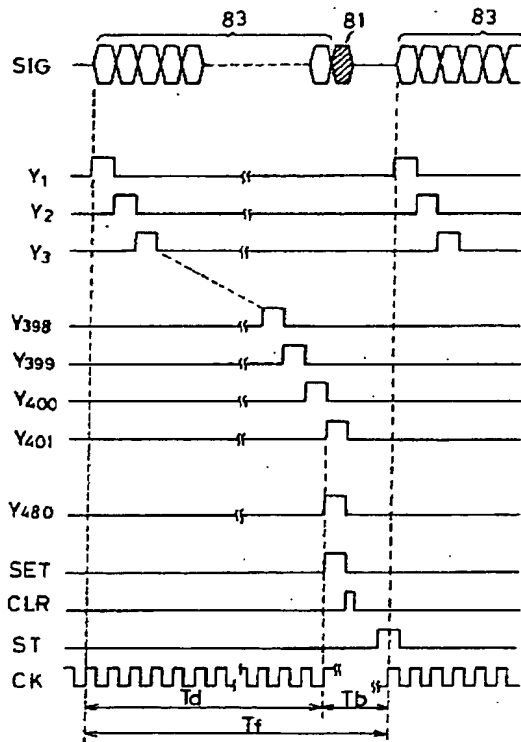 83 81 83
SIG
Y1
Y2
Y3
Y398
Y399
Y400
Y401
Y480
SET
CLR
ST
CK
Td Tb
Tf